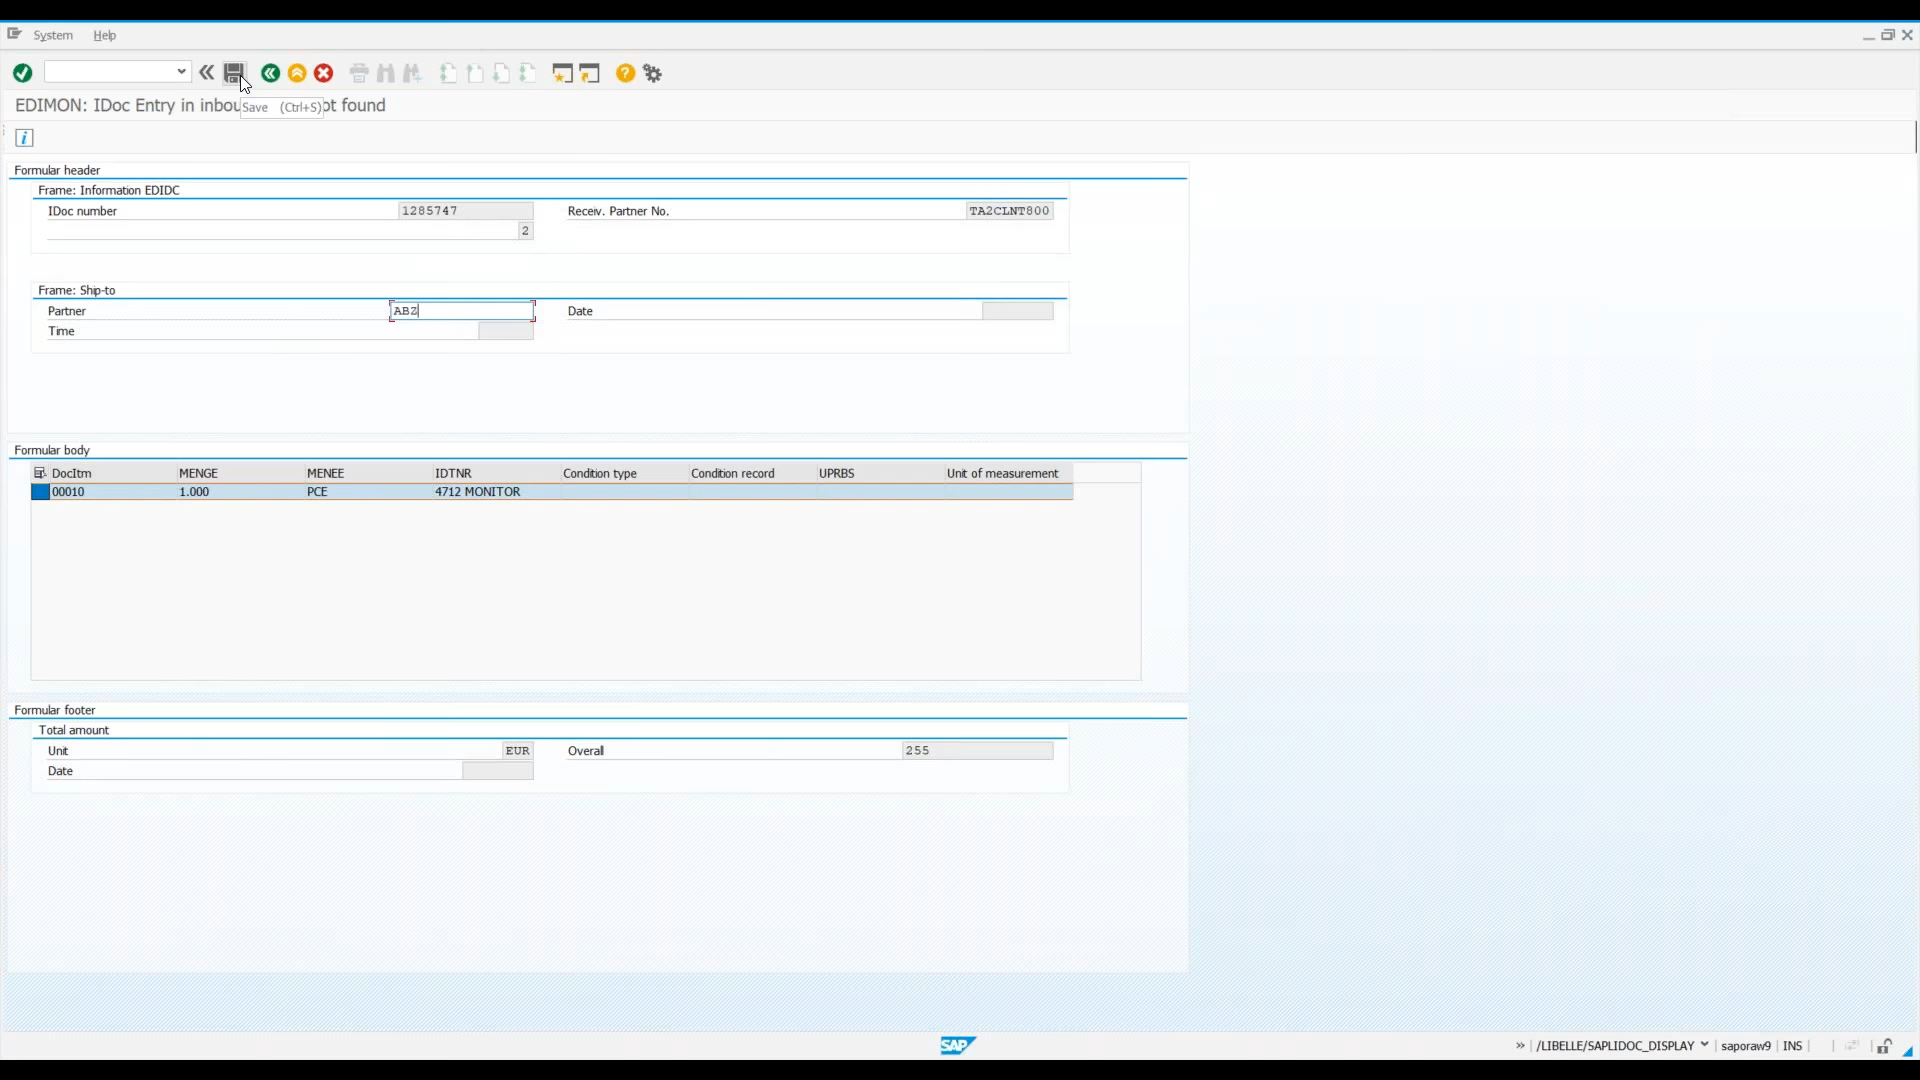 System Help
EDIMON: IDoc Entry in inbou ot found
Save (Ctrl+S)
i
Formular header
Frame: Information EDIDC
IDoc number 1285747 Receiv. Partner No. TA2CLNT800
2
Frame: Ship-to
Partner ABZ Date
Time
Formular body
DocItm MENGE MENEE IDTNR Condition type Condition record UPRBS Unit of measurement
00010 1.000 PCE 4712 MONITOR
Formular footer
Total amount
Unit EUR Overall 255
Date
SAP » /LIBELLE/SAPLIDOC_DISPLAY saporaw9 INS